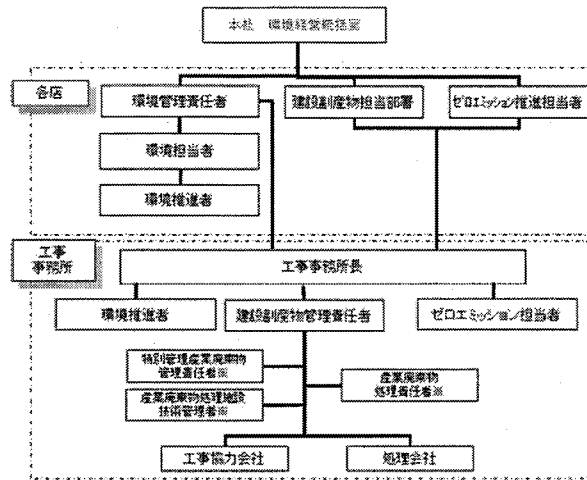 本社 環境経営統括室
各店
環境管理責任者
建設副産物担当部署
ゼロエミッション推進担当者
環境担当者
環境推進者
工事
事務所
工事事務所長
環境推進者
建設副産物管理責任者
ゼロエミッション担当者
特別管理産業廃棄物
管理責任者※
産業廃棄物
処理責任者※
産業廃棄物処理施設
技術管理者※
工事協力会社
処理会社